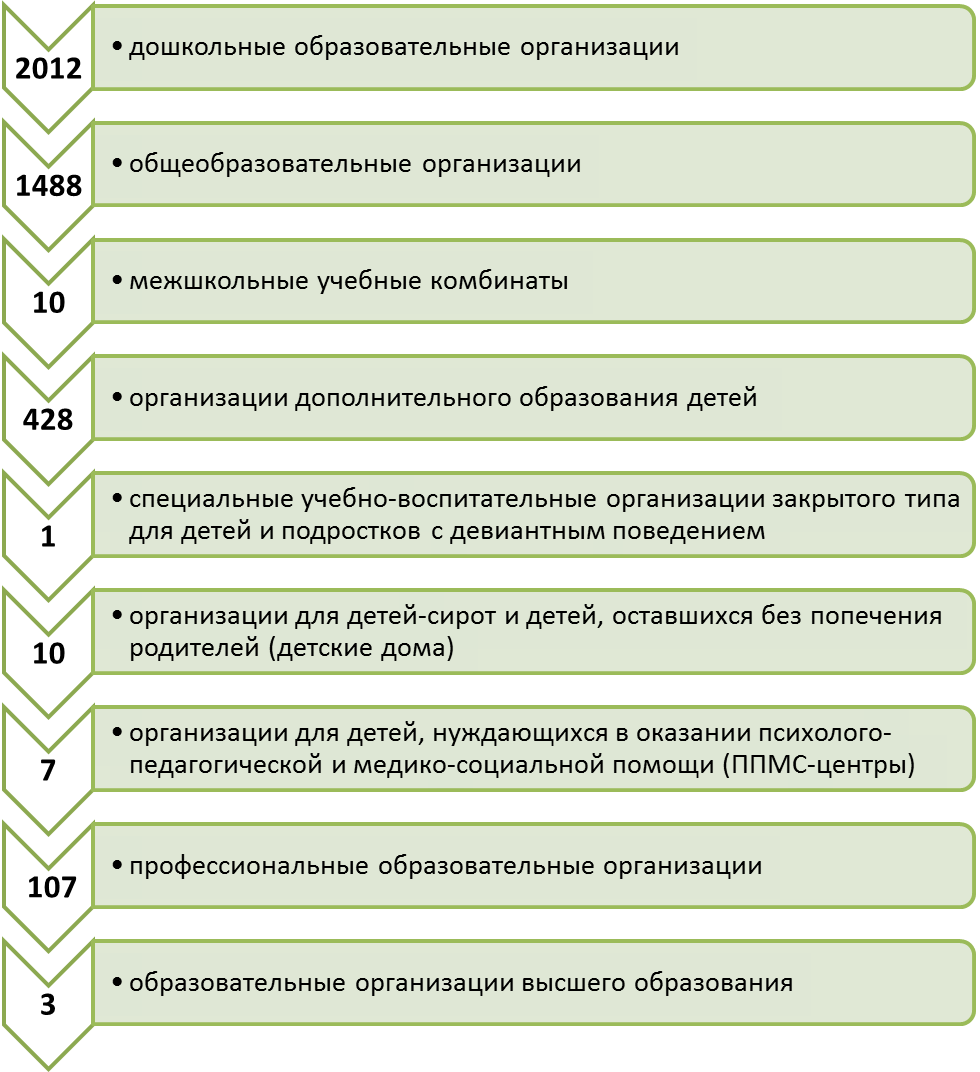 2012
• дошкольные образовательные организации
1488
• общеобразовательные организации
10
• межшкольные учебные комбинаты
428
• организации дополнительного образования детей
1
• специальные учебно-воспитательные организации закрытого типа
для детей и подростков с девиантным поведением
10
• организации для детей-сирот и детей, оставшихся без попечения
родителей (детские дома)
7
• организации для детей, нуждающихся в оказании психолого-
педагогической и медико-социальной помощи (ППМС-центры)
107
• профессиональные образовательные организации
3
• образовательные организации высшего образования